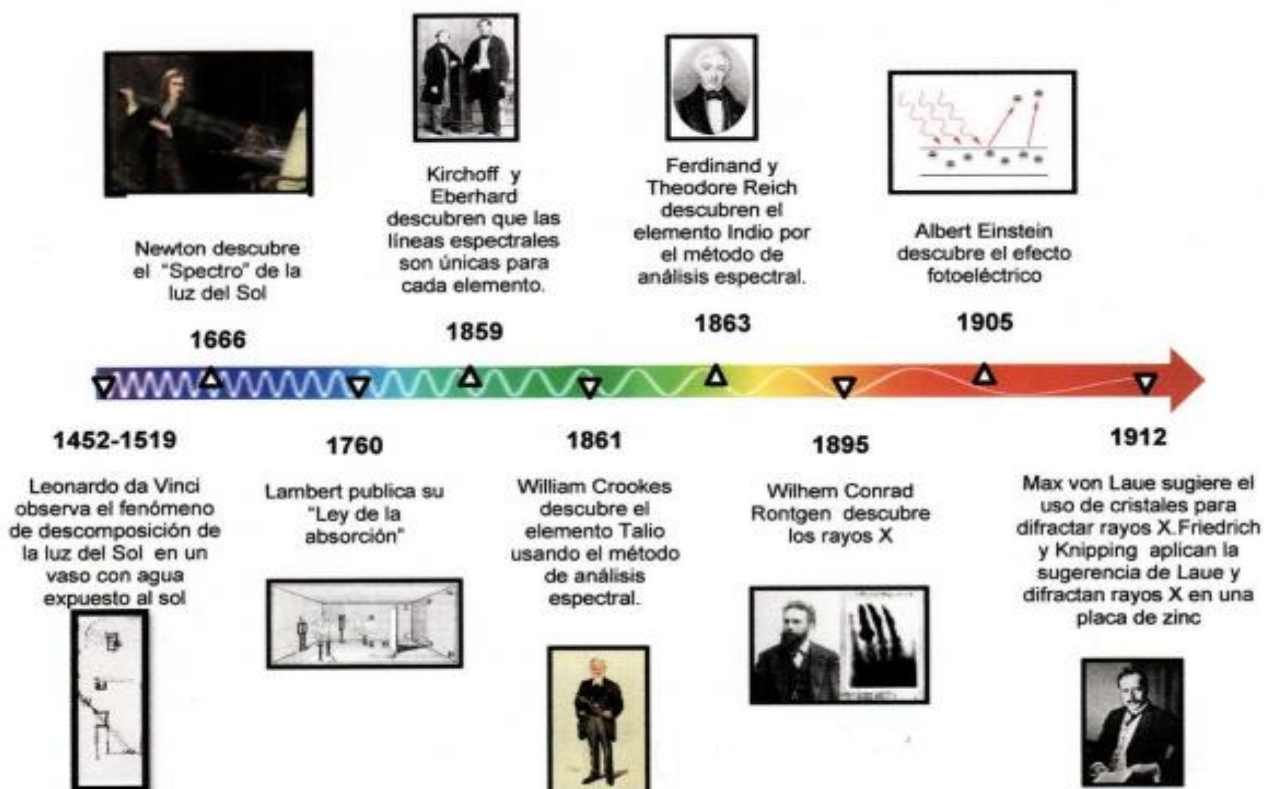 Newton descubre
el "Spectro" de la
luz del Sol
1666
Kirchoff y
Eberhard
descubren que las
líneas espectrales
son únicas para
cada elemento.
1859
Ferdinand y
Theodore Reich
descubren el
elemento Indio por
el método de
análisis espectral.
1863
Albert Einstein
descubre el efecto
fotoeléctrico
1905
1452-1519
Leonardo da Vinci
observa el fenómeno
de descomposición de
la luz del Sol en un
vaso con agua
expuesto al sol
1760
Lambert publica su
"Ley de la
absorción"
1861
William Crookes
descubre el
elemento Talio
usando el método
de análisis
espectral.
1895
Wilhem Conrad
Rontgen descubre
los rayos X
1912
Max von Laue sugiere el
uso de cristales para
difractar rayos X.Friedrich
y Knipping aplican la
sugerencia de Laue y
difractan rayos X en una
placa de zinc